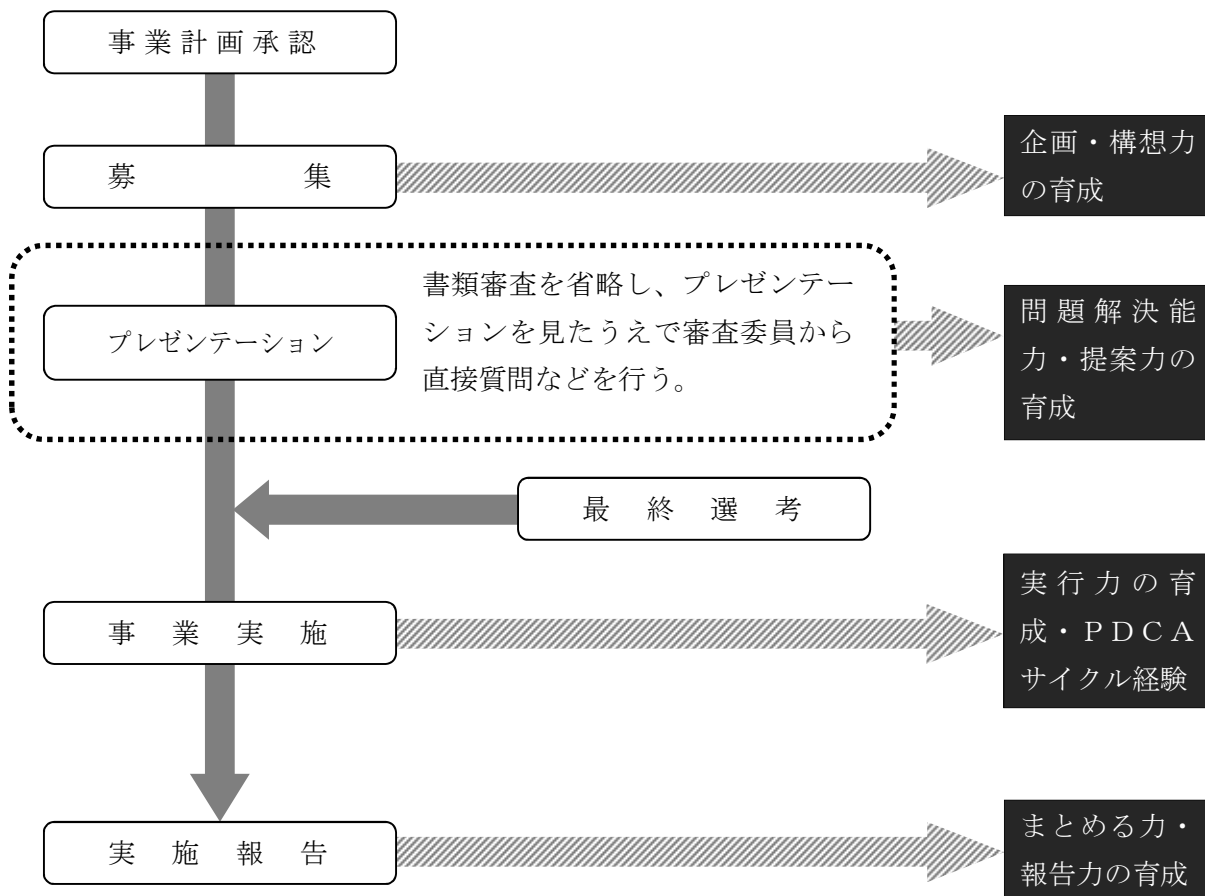 事業計画承認
募集
企画・構想力
の育成
書類審査を省略し、プレゼンテー
ションを見たうえで審査委員から
直接質問などを行う。
プレゼンテーション
問題解決能
力・提案力の
育成
最終選考
事業実施
実行力の育
成・ＰＤＣＡ
サイクル経験
実施報告
まとめる力・
報告力の育成